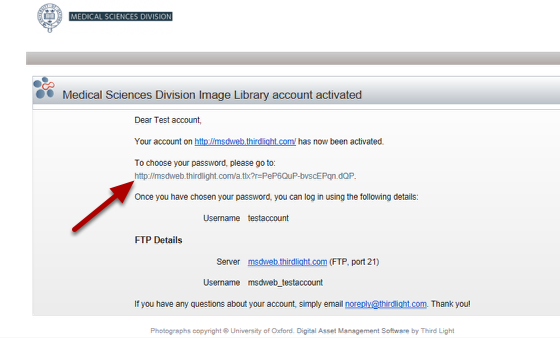 MEDICAL SCIENCES DIVISION
Medical Sciences Division Image Library account activated
Dear Test account,
Your account on http://msdweb.thirdlight.com/ has now been activated.
To choose your password, please go to:
http://msdweb.thirdlight.com/a.tlx?r=PeP6QuP-bvscEPqn.dQP.
Once you have chosen your password, you can log in using the following details:
Username testaccount
FTP Details
Server msdweb.thirdlight.com (FTP, port 21)
Username msdweb_testaccount
If you have any questions about your account, simply email noreply@thirdlight.com. Thank you!
Photographs copyright ® University of Oxford. Digital Asset Management Software by Third Light